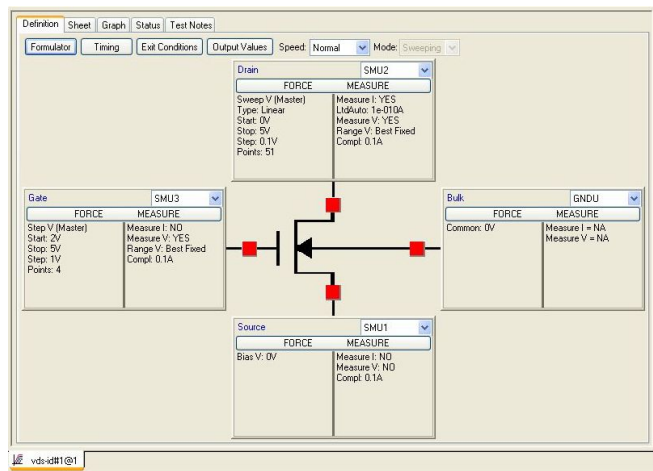 Definition Sheet Graph Status Test Notes
Formulator Timing Exit Conditions Output Values Speed: Normal Mode: Sweeping
Drain SMU2
FORCE MEASURE
Sweep V (Master) Measure I: YES
Type: Linear LtdAuto: 1e-010A
Start: 0V Measure V: YES
Stop: 5V Range V: Best Fixed
Step: 0.1V Compl: 0.1A
Points: 51
Gate SMU3
FORCE MEASURE
Step V (Master) Measure I: NO
Start: 2V Measure V: YES
Stop: 5V Range V: Best Fixed
Step: 1V Compl: 0.1A
Points: 4
Bulk GNDU
FORCE MEASURE
Common: 0V Measure I = NA
Measure V = NA
Source SMU1
FORCE MEASURE
Bias V: 0V Measure I: NO
Measure V: NO
Compl: 0.1A
vds-id#1@1